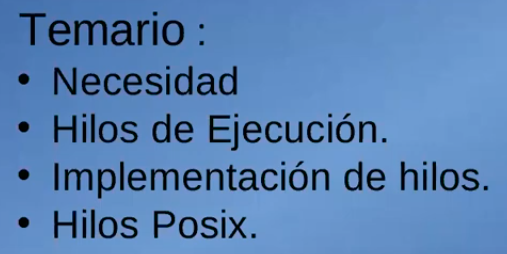 Temario :
• Necesidad
• Hilos de Ejecución.
• Implementación de hilos.
• Hilos Posix.